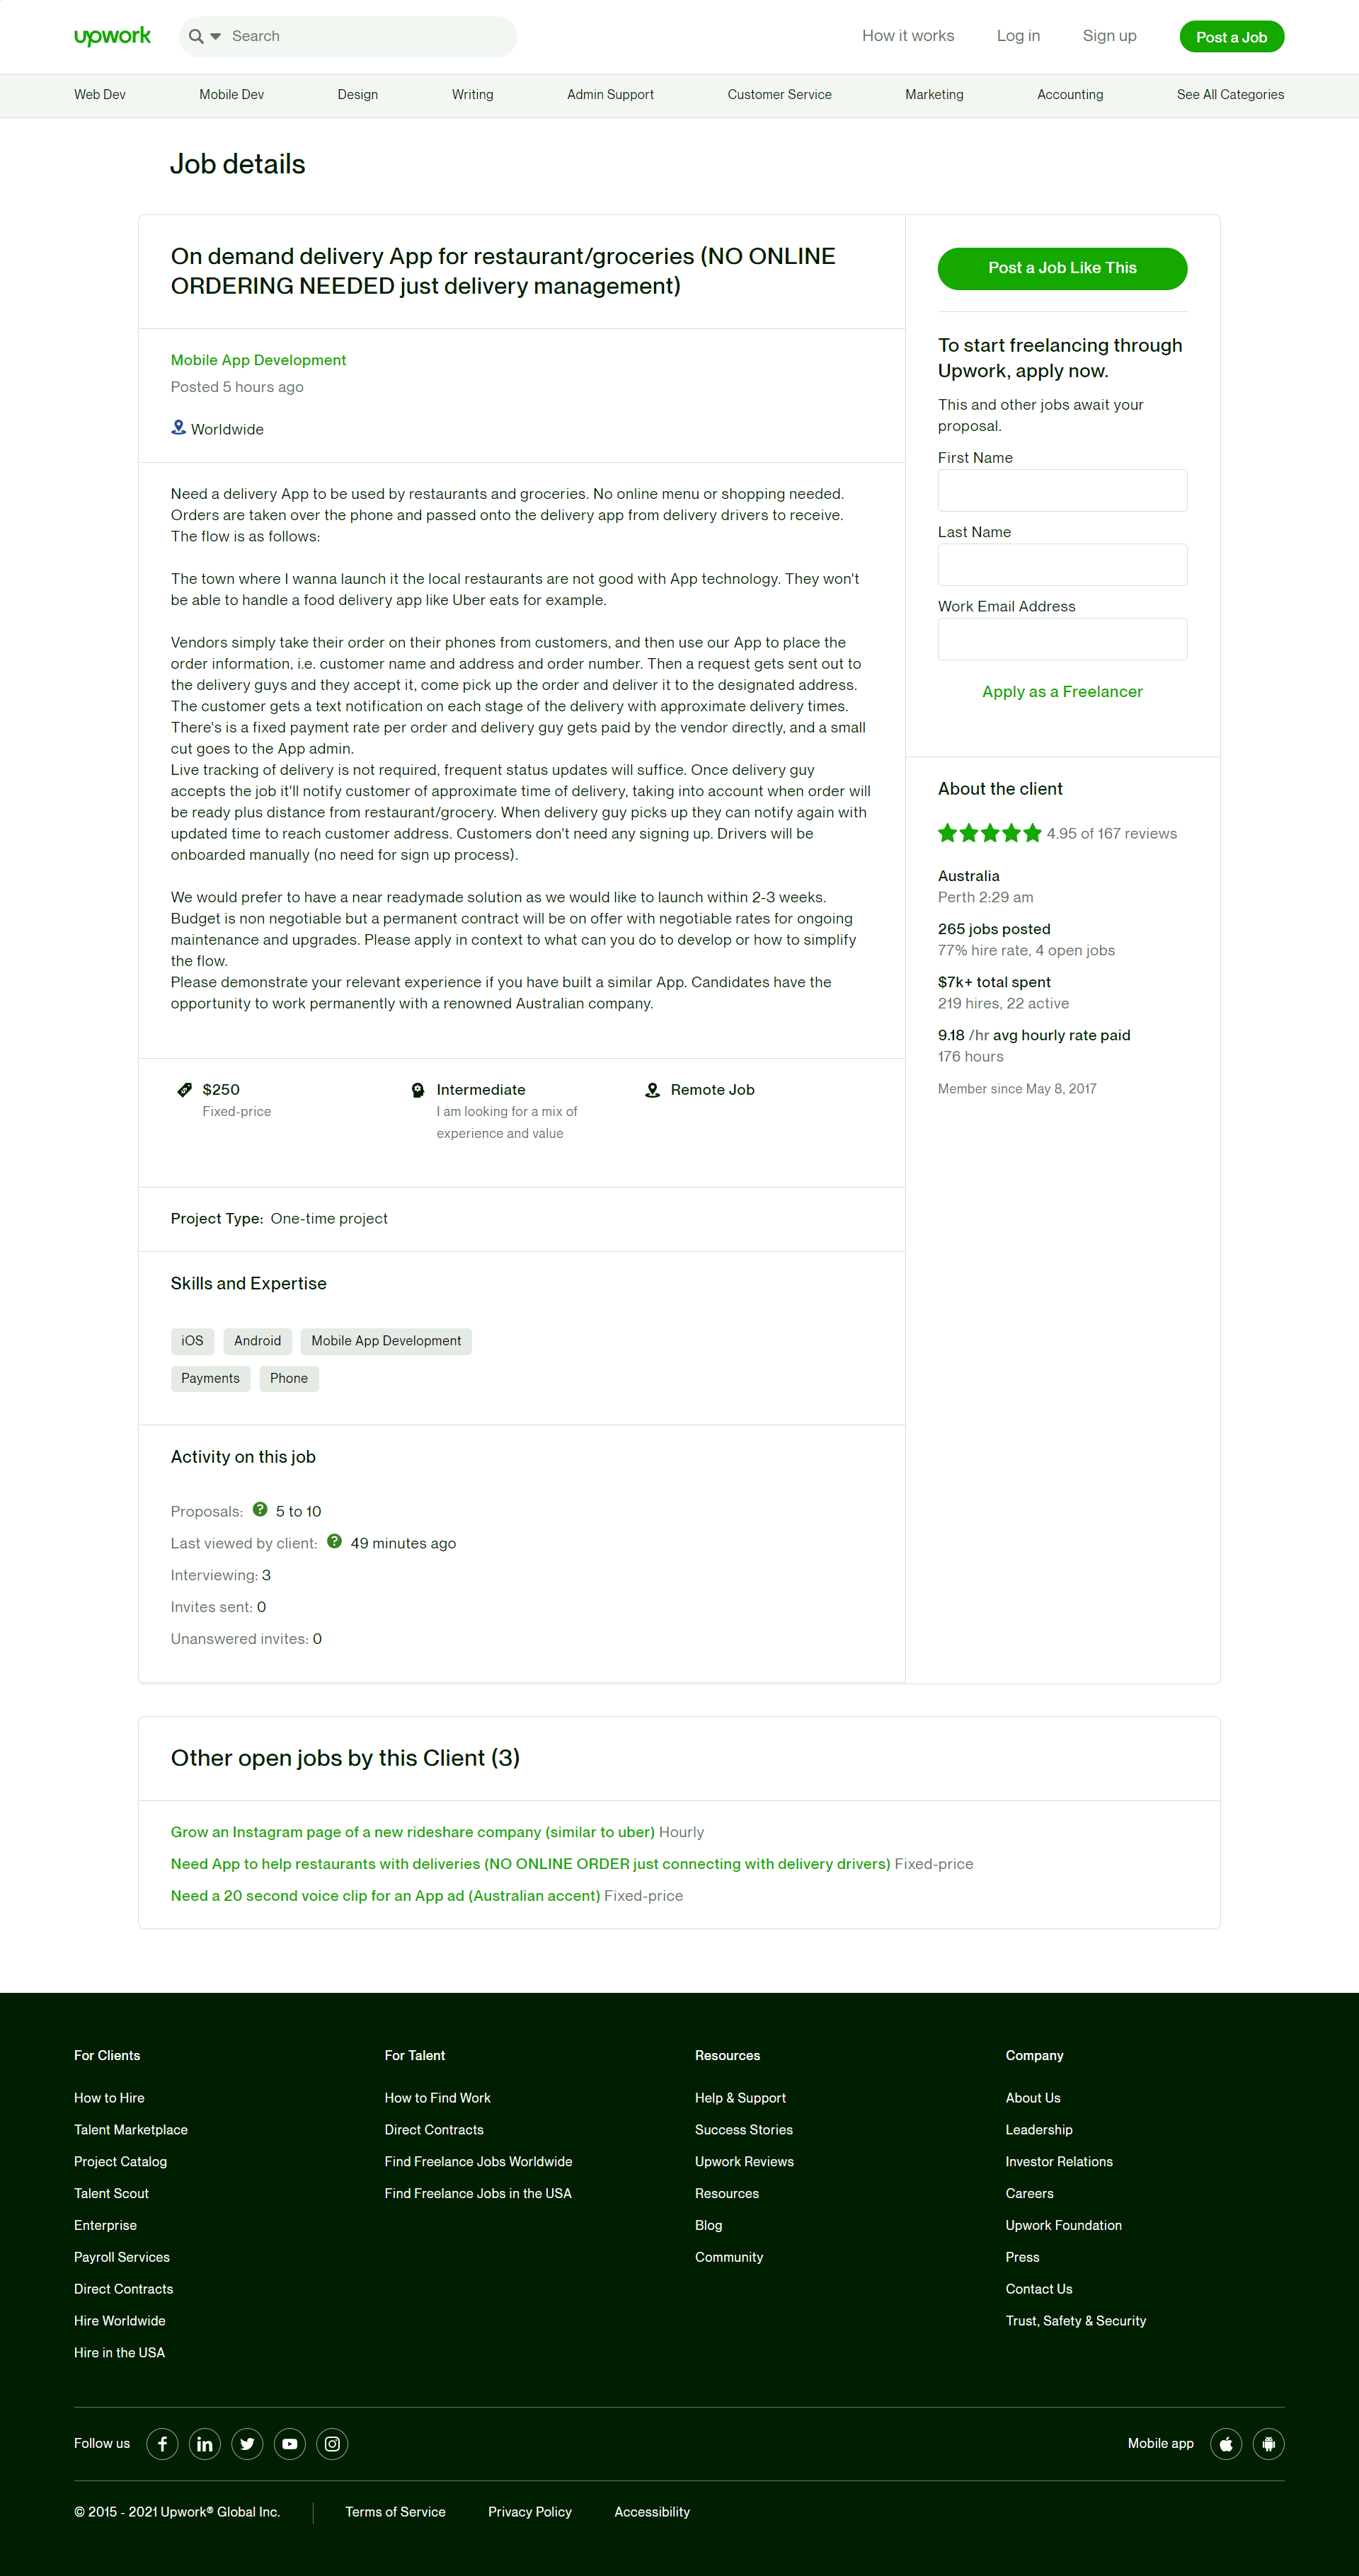 upwork
Search
How it works
Log in
Sign up
Post a Job
Web Dev
Mobile Dev
Design
Writing
Admin Support
Customer Service
Marketing
Accounting
See All Categories
Job details
On demand delivery App for restaurant/groceries (NO ONLINE
ORDERING NEEDED just delivery management)
Mobile App Development
Posted 5 hours ago
Worldwide
Need a delivery App to be used by restaurants and groceries. No online menu or shopping needed.
Orders are taken over the phone and passed onto the delivery app from delivery drivers to receive.
The flow is as follows:
The town where I wanna launch it the local restaurants are not good with App technology. They won't
be able to handle a food delivery app like Uber eats for example.
Vendors simply take their order on their phones from customers, and then use our App to place the
order information, i.e. customer name and address and order number. Then a request gets sent out to
the delivery guys and they accept it, come pick up the order and deliver it to the designated address.
The customer gets a text notification on each stage of the delivery with approximate delivery times.
There's is a fixed payment rate per order and delivery guy gets paid by the vendor directly, and a small
cut goes to the App admin.
Live tracking of delivery is not required, frequent status updates will suffice. Once delivery guy
accepts the job it'll notify customer of approximate time of delivery, taking into account when order will
be ready plus distance from restaurant/grocery. When delivery guy picks up they can notify again with
updated time to reach customer address. Customers don't need any signing up. Drivers will be
onboarded manually (no need for sign up process).
We would prefer to have a near readymade solution as we would like to launch within 2-3 weeks.
Budget is non negotiable but a permanent contract will be on offer with negotiable rates for ongoing
maintenance and upgrades. Please apply in context to what can you do to develop or how to simplify
the flow.
Please demonstrate your relevant experience if you have built a similar App. Candidates have the
opportunity to work permanently with a renowned Australian company.
$250
Fixed-price
Intermediate
I am looking for a mix of
experience and value
Remote Job
Project Type: One-time project
Skills and Expertise
iOS
Android
Mobile App Development
Payments
Phone
Activity on this job
Proposals: ? 5 to 10
Last viewed by client: ? 49 minutes ago
Interviewing: 3
Invites sent: 0
Unanswered invites: 0
Post a Job Like This
To start freelancing through
Upwork, apply now.
This and other jobs await your
proposal.
First Name
Last Name
Work Email Address
Apply as a Freelancer
About the client
4.95 of 167 reviews
Australia
Perth 2:29 am
265 jobs posted
77% hire rate, 4 open jobs
$7k+ total spent
219 hires, 22 active
9.18 /hr avg hourly rate paid
176 hours
Member since May 8, 2017
Other open jobs by this Client (3)
Grow an Instagram page of a new rideshare company (similar to uber) Hourly
Need App to help restaurants with deliveries (NO ONLINE ORDER just connecting with delivery drivers) Fixed-price
Need a 20 second voice clip for an App ad (Australian accent) Fixed-price
For Clients
How to Hire
Talent Marketplace
Project Catalog
Talent Scout
Enterprise
Payroll Services
Direct Contracts
Hire Worldwide
Hire in the USA
For Talent
How to Find Work
Direct Contracts
Find Freelance Jobs Worldwide
Find Freelance Jobs in the USA
Resources
Help & Support
Success Stories
Upwork Reviews
Resources
Blog
Community
Company
About Us
Leadership
Investor Relations
Careers
Upwork Foundation
Press
Contact Us
Trust, Safety & Security
Follow us
Mobile app
© 2015 - 2021 Upwork® Global Inc.
Terms of Service
Privacy Policy
Accessibility